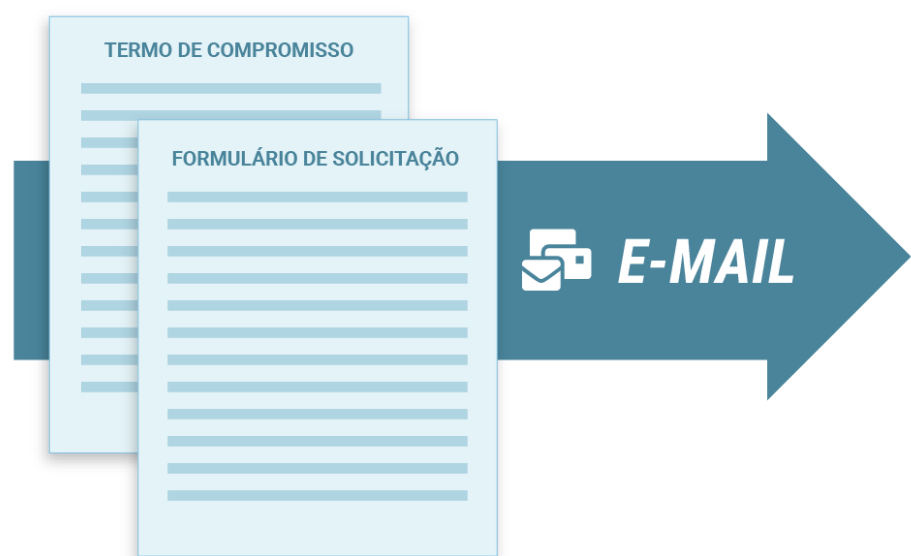 TERMO DE COMPROMISSO
FORMULÁRIO DE SOLICITAÇÃO
E-MAIL